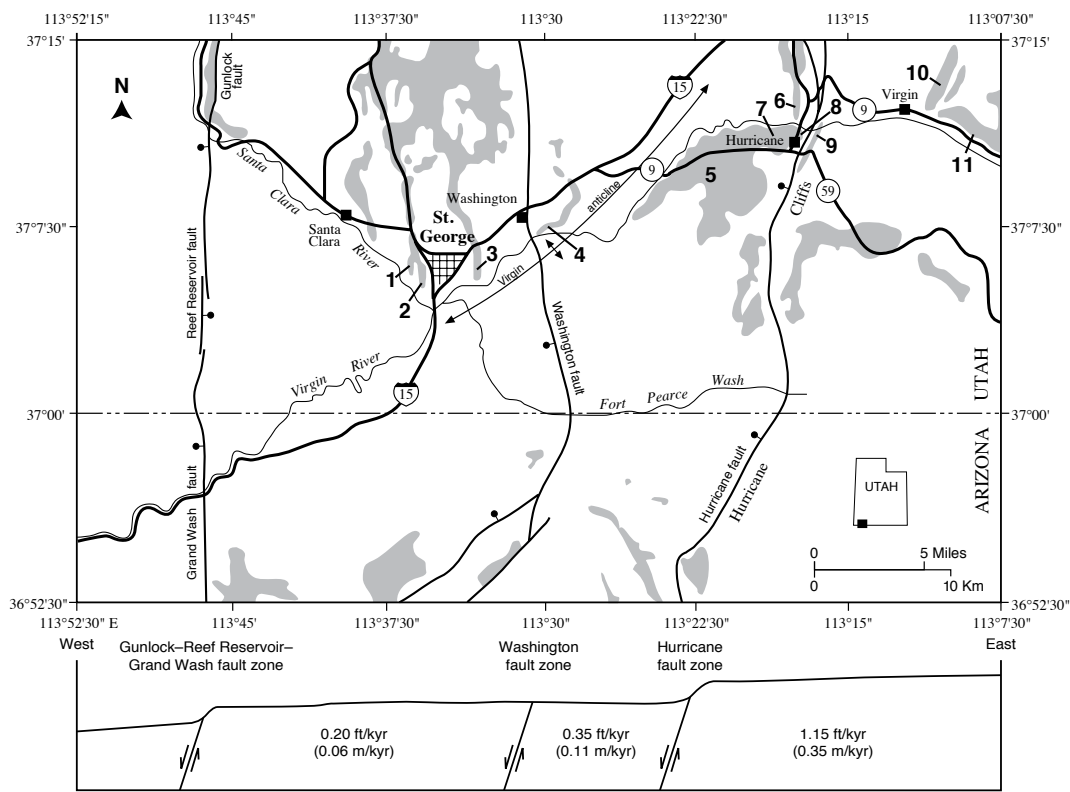 113°52'15"
113°45"
113°37'30"
113°30
113°22'30"
113°15"
113°07'30"
37°15'
37°15'
N
Gunlock
fault
15
10
Virgin
6
8
7
9
Hurricane
9
11
Santa
Clara
River
9
5
Washington
anticline
Cliffs
59
St.
George
Santa
Clara
37°07'30"
37°07'30"
3
4
1
2
Virgin
Reef Reservoir fault
Washington fault
Virgin River
15
Fort Pearce Wash
UTAH
37°00'
37°00'
ARIZONA
Hurricane fault
Hurricane
UTAH
Grand Wash fault
0 5 Miles
0 10 Km
36°52'30"
36°52'30"
113°52'30" E
113°45"
113°37'30"
113°30"
113°22'30"
113°15"
113°7'30"
West
East
Gunlock–Reef Reservoir–
Grand Wash fault zone
Washington
fault zone
Hurricane
fault zone
0.20 ft/kyr
(0.06 m/kyr)
0.35 ft/kyr
(0.11 m/kyr)
1.15 ft/kyr
(0.35 m/kyr)